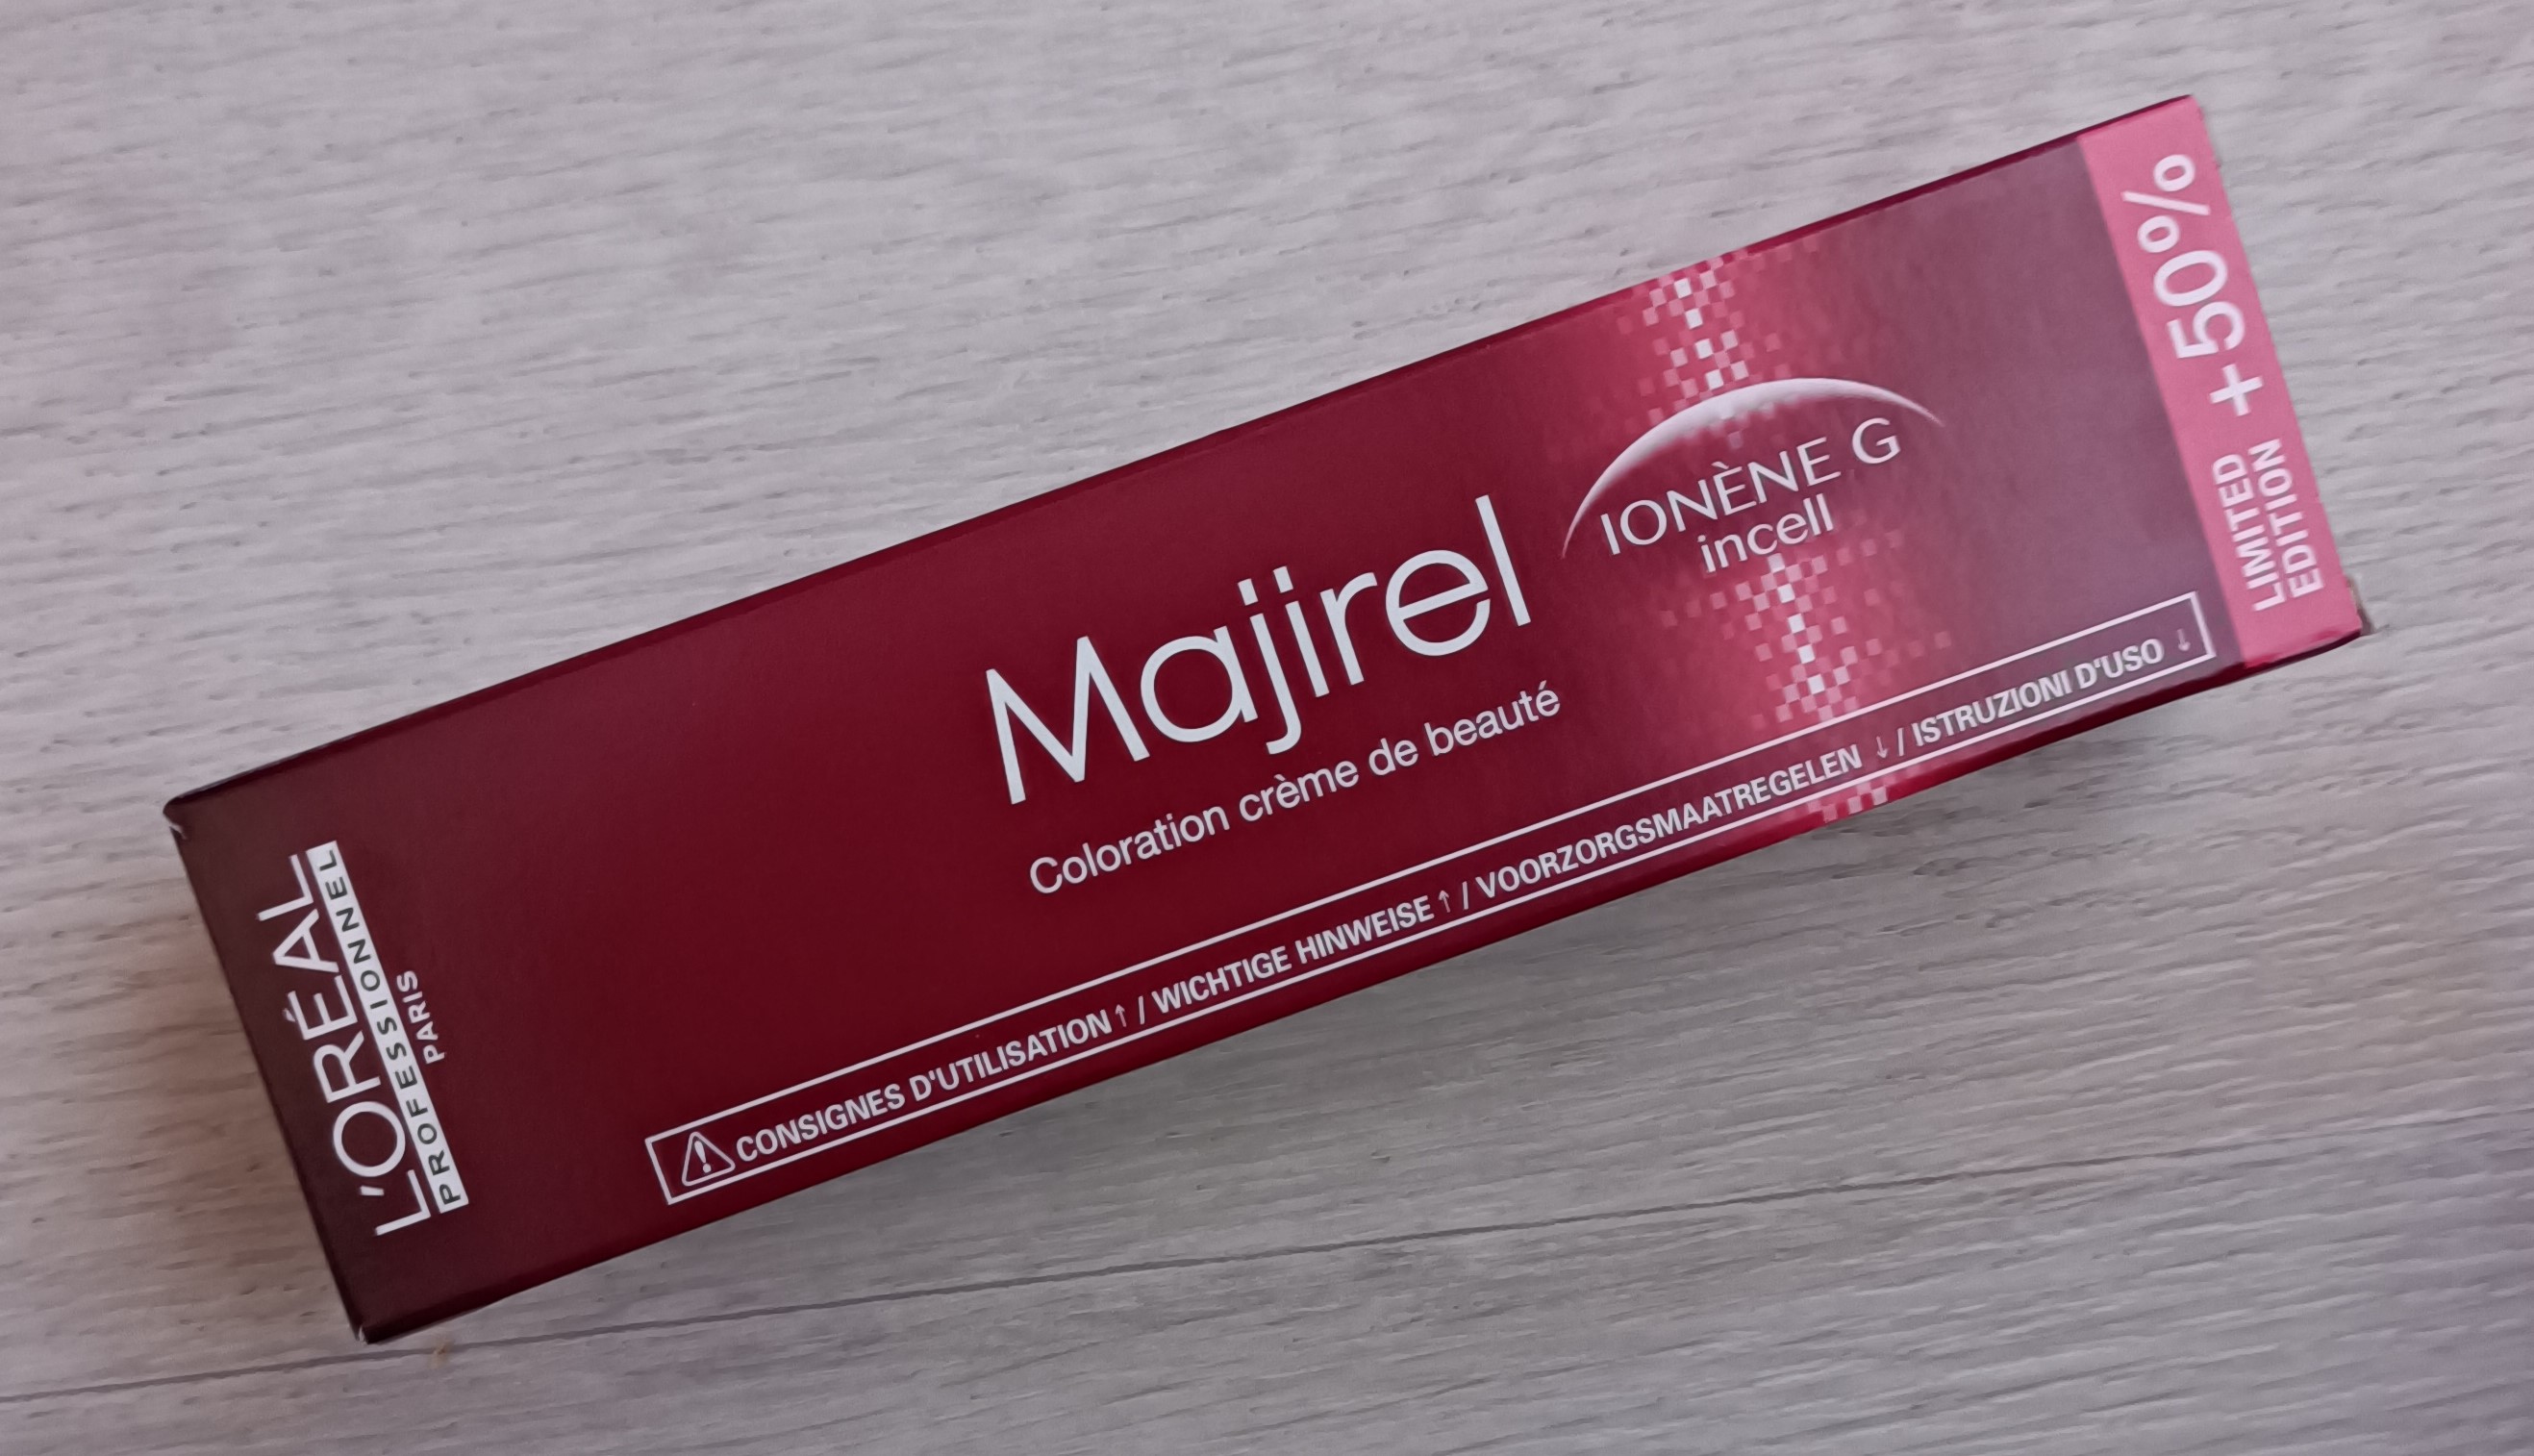 L'ORÉAL
PROFESSIONNEL
PARIS
Majirel
Coloration crème de beauté
IONÈNE G
incell
⚠ CONSIGNES D'UTILISATION ↑ / WICHTIGE HINWEISE ↑ / VOORZORGSMAATREGELEN ↓ / ISTRUZIONI D'USO ↓
LIMITED
EDITION
+ 50%